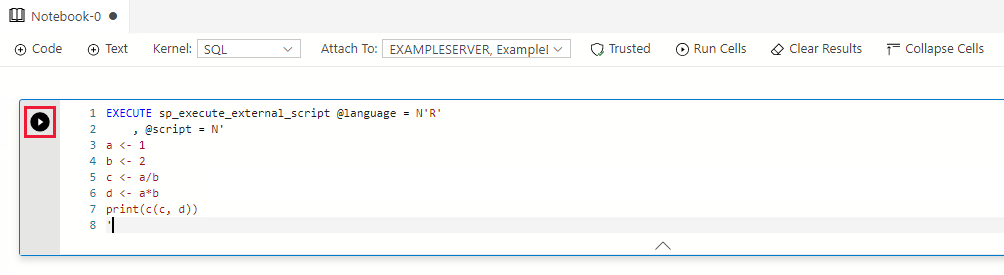 Notebook-0
Code Text Kernel: SQL Attach To: EXAMPLESERVER, Example Trusted Run Cells Clear Results Collapse Cells
1 EXECUTE sp_execute_external_script @language = N'R'
2     , @script = N'
3 a <- 1
4 b <- 2
5 c <- a/b
6 d <- a*b
7 print(c(c, d))
8 '